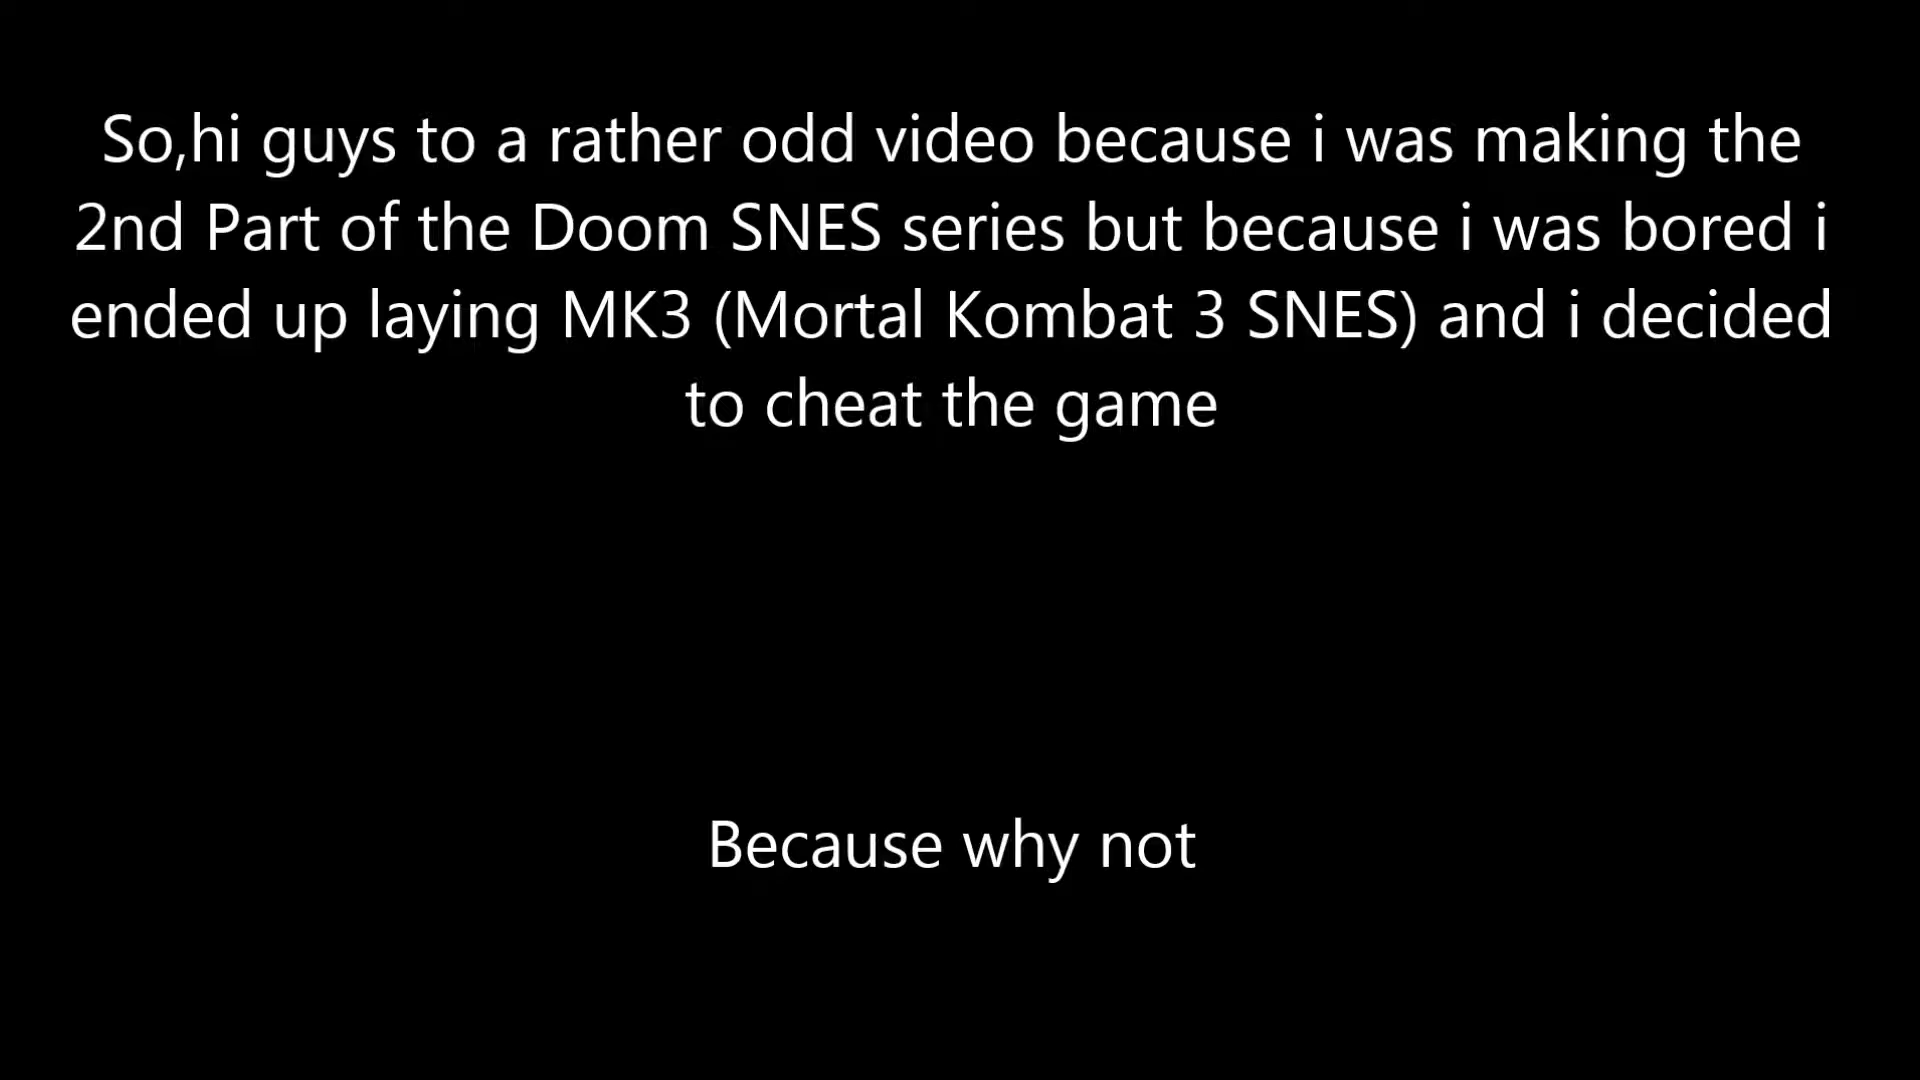 So,hi guys to a rather odd video because i was making the
2nd Part of the Doom SNES series but because i was bored i
ended up laying MK3 (Mortal Kombat 3 SNES) and i decided
to cheat the game
Because why not